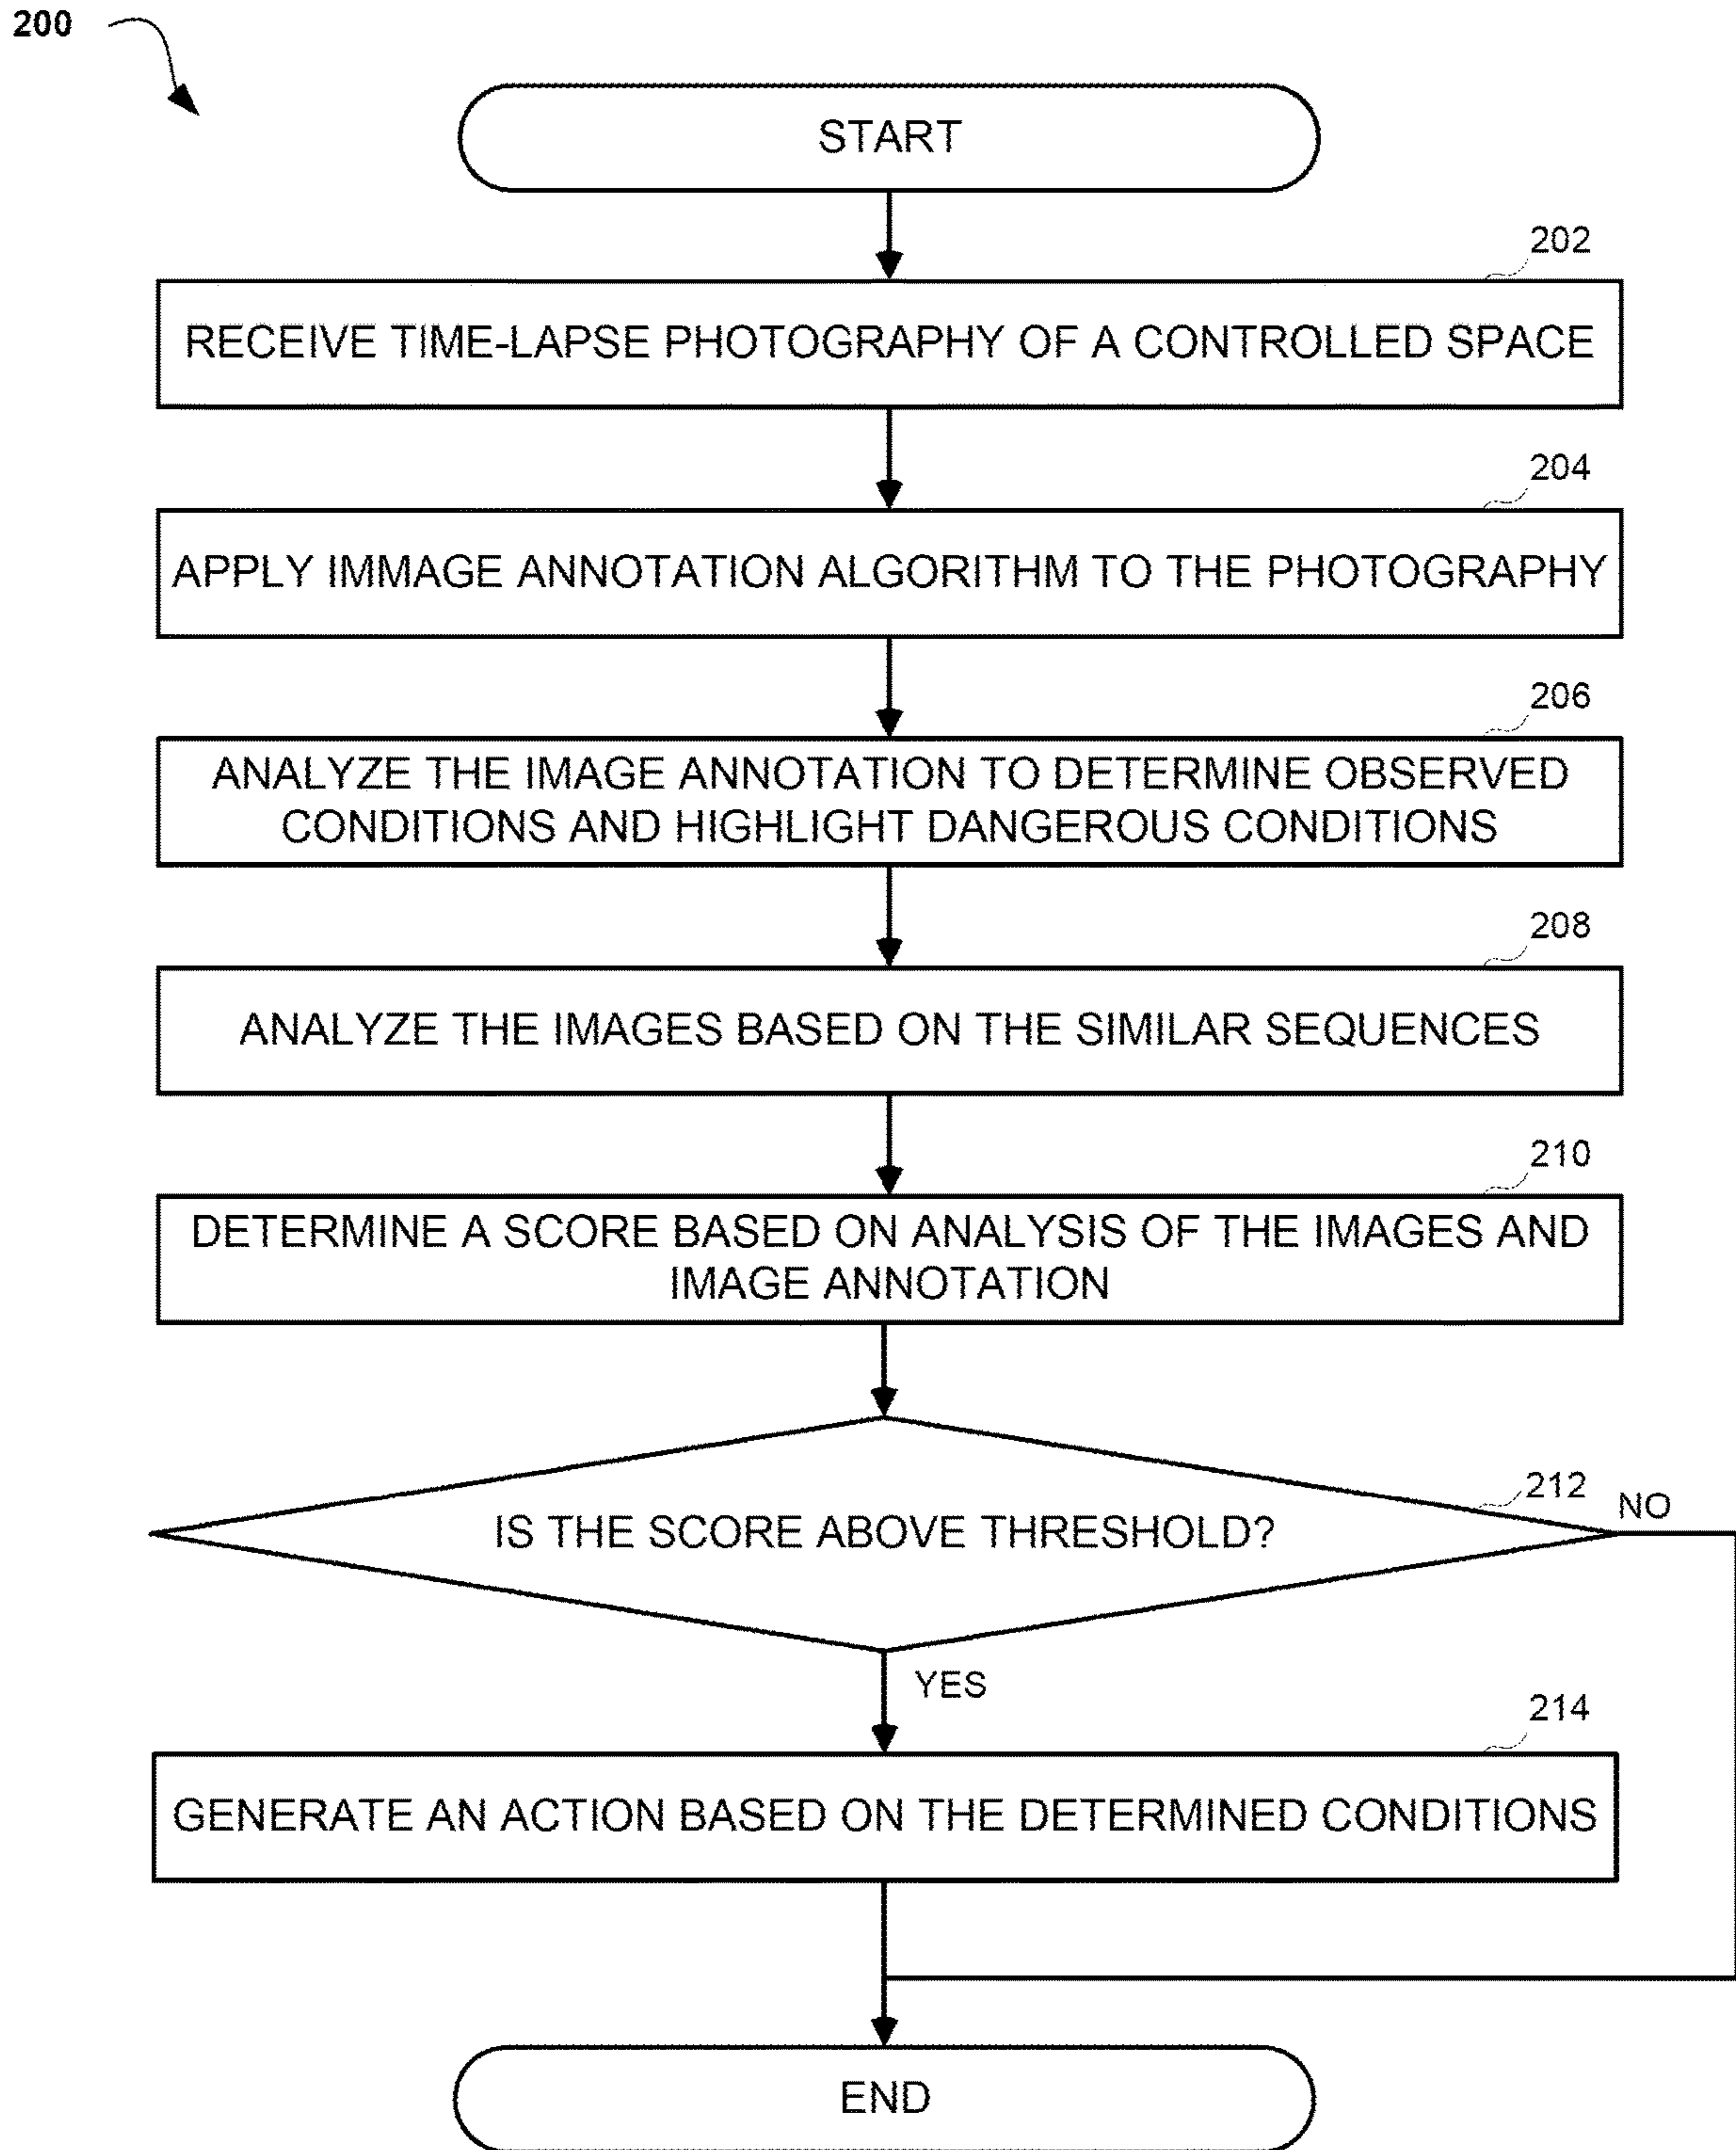 200
START
202
RECEIVE TIME-LAPSE PHOTOGRAPHY OF A CONTROLLED SPACE
204
APPLY IMMAGE ANNOTATION ALGORITHM TO THE PHOTOGRAPHY
206
ANALYZE THE IMAGE ANNOTATION TO DETERMINE OBSERVED
CONDITIONS AND HIGHLIGHT DANGEROUS CONDITIONS
208
ANALYZE THE IMAGES BASED ON THE SIMILAR SEQUENCES
210
DETERMINE A SCORE BASED ON ANALYSIS OF THE IMAGES AND
IMAGE ANNOTATION
212
NO
IS THE SCORE ABOVE THRESHOLD?
YES
214
GENERATE AN ACTION BASED ON THE DETERMINED CONDITIONS
END